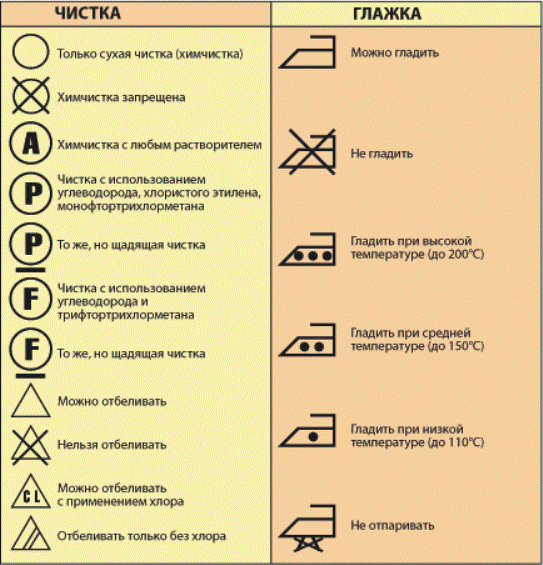 ЧИСТКА
Только сухая чистка (химчистка)
Химчистка запрещена
A
Химчистка с любым растворителем
P
Чистка с использованием
углеводорода, хлористого этилена,
монофтортрихлорметана
P
То же, но щадящая чистка
F
Чистка с использованием
углеводорода и
трифтортрихлорметана
F
То же, но щадящая чистка
Можно отбеливать
Нельзя отбеливать
CL
Можно отбеливать
с применением хлора
Отбеливать только без хлора
ГЛАЖКА
Можно гладить
Не гладить
Гладить при высокой
температуре (до 200°С)
Гладить при средней
температуре (до 150°С)
Гладить при низкой
температуре (до 110°С)
Не отпаривать